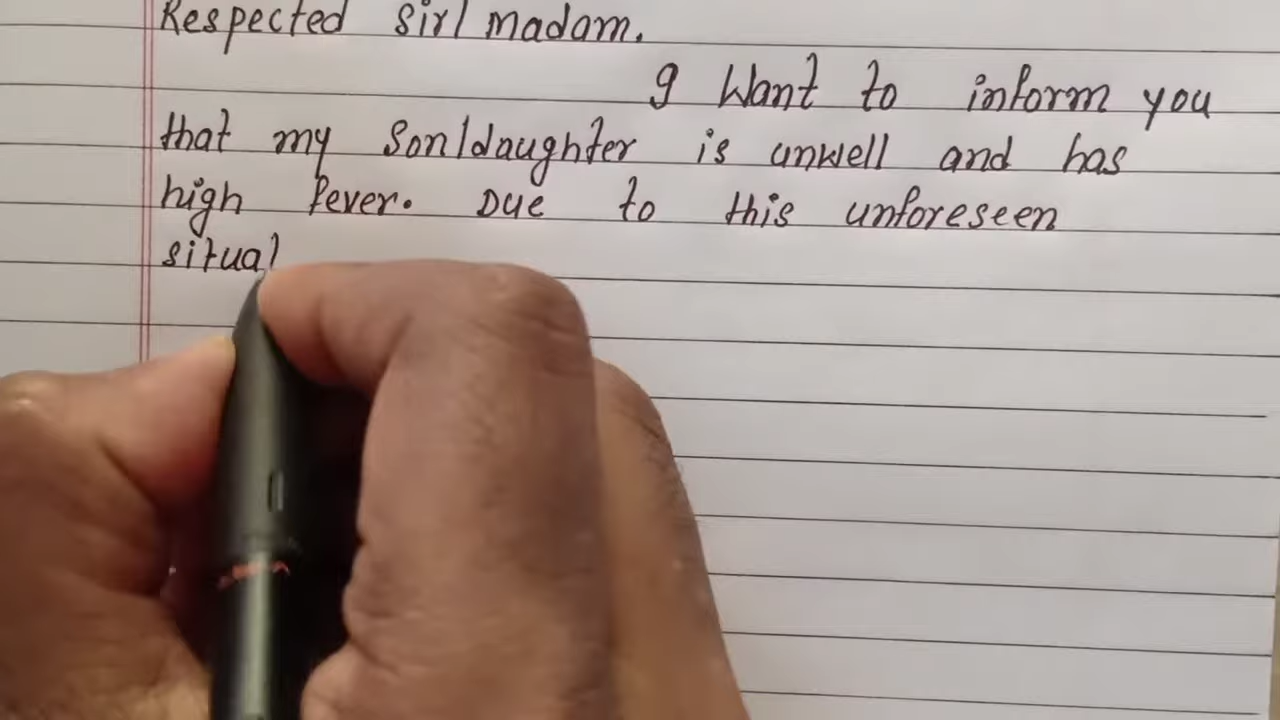 Respected sir/madam.
I want to inform you
that my son/daughter is unwell and has
high fever. Due to this unforeseen
situa